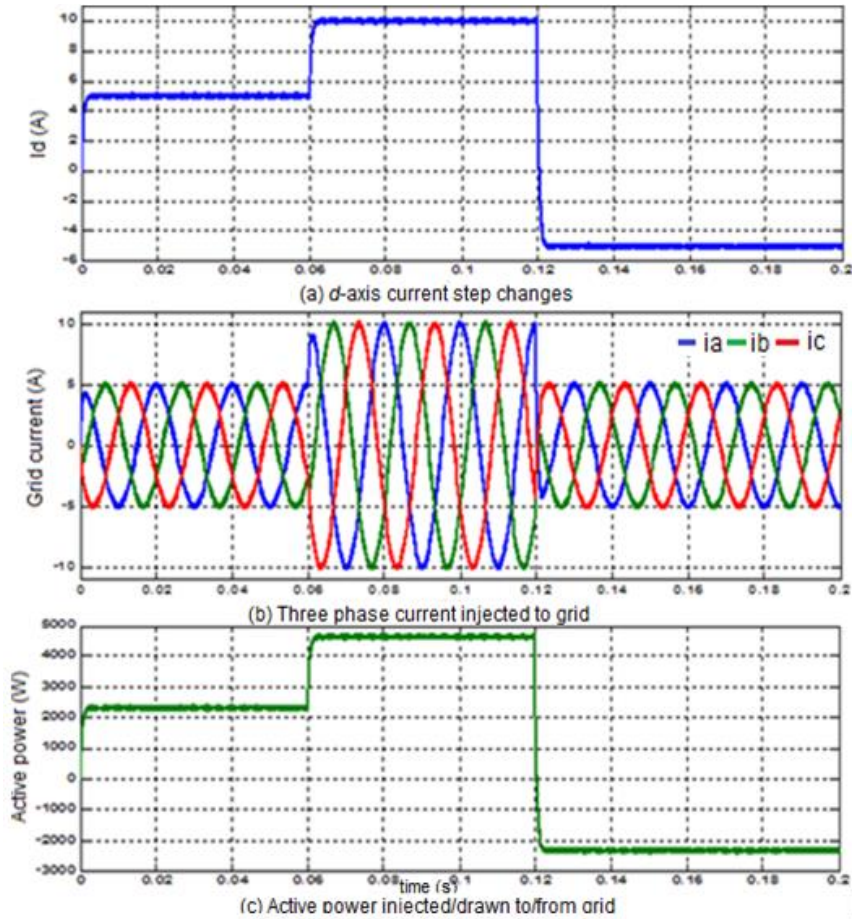 10
8
6
4
2
0
-2
-4
-6
Id (A)
0 0.02 0.04 0.06 0.08 0.1 0.12 0.14 0.16 0.18 0.2
(a) d-axis current step changes
10
5
0
-5
-10
Grid current (A)
ia ib ic
0 0.02 0.04 0.06 0.08 0.1 0.12 0.14 0.16 0.18 0.2
(b) Three phase current injected to grid
5000
4000
3000
2000
1000
0
-1000
-2000
-3000
Active power (W)
0 0.02 0.04 0.06 0.08 0.1 0.12 0.14 0.16 0.18 0.2
time (s)
(c) Active power injected/drawn to/from grid